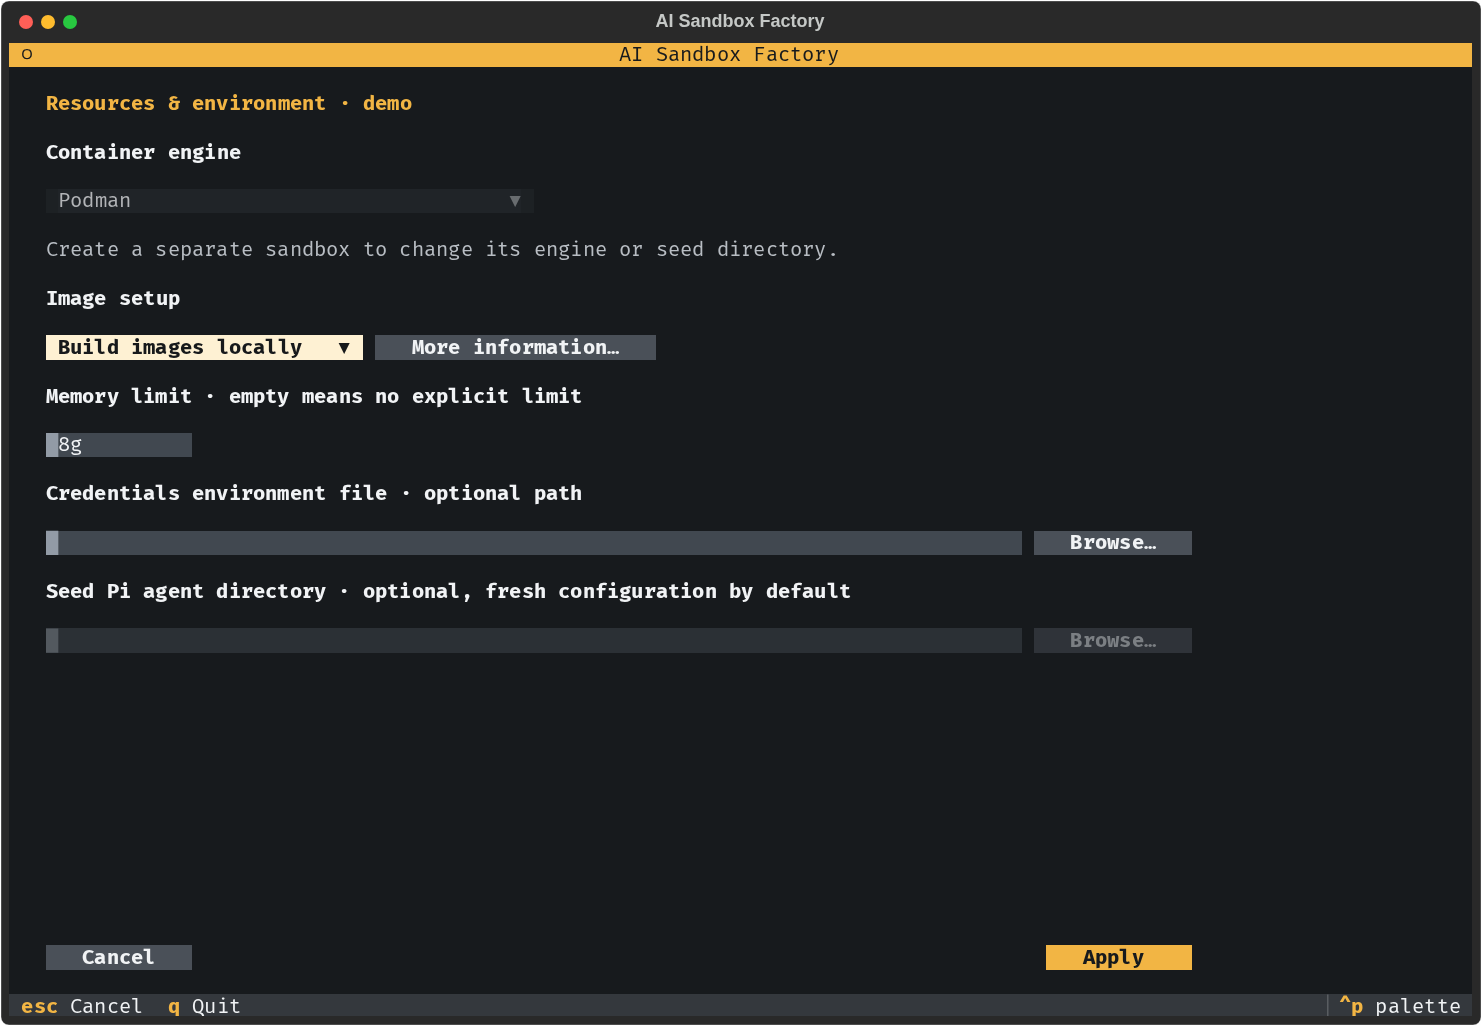 AI Sandbox Factory
O AI Sandbox Factory
Resources & environment · demo
Container engine
Podman ▼
Create a separate sandbox to change its engine or seed directory.
Image setup
Build images locally ▼ More information…
Memory limit · empty means no explicit limit
8g
Credentials environment file · optional path
Browse…
Seed Pi agent directory · optional, fresh configuration by default
Browse…
Cancel Apply
esc Cancel q Quit ^p palette